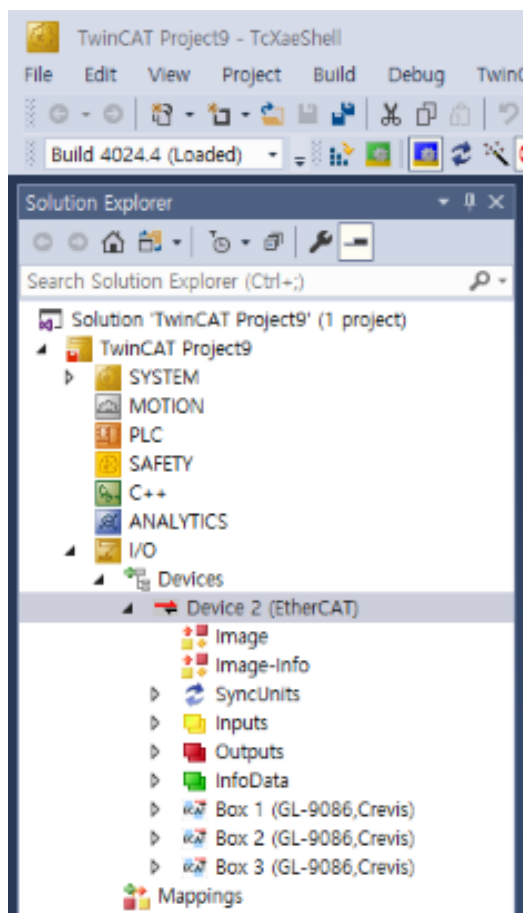 TwinCAT Project9 - TcXaeShell
File Edit View Project Build Debug
Build 4024.4 (Loaded)
Solution Explorer
Search Solution Explorer (Ctrl+;)
Solution 'TwinCAT Project9' (1 project)
TwinCAT Project9
SYSTEM
MOTION
PLC
SAFETY
C++
ANALYTICS
I/O
Devices
Device 2 (EtherCAT)
Image
Image-Info
SyncUnits
Inputs
Outputs
InfoData
Box 1 (GL-9086,Crevis)
Box 2 (GL-9086,Crevis)
Box 3 (GL-9086,Crevis)
Mappings